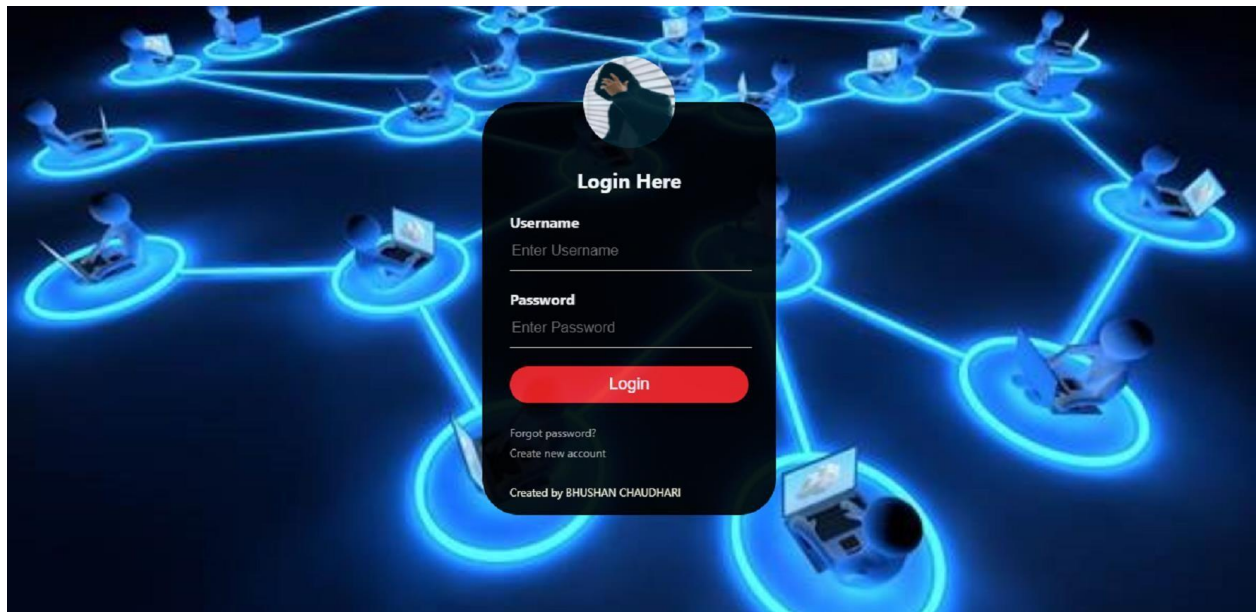 Login Here
Username
Enter Username
Password
Enter Password
Login
Forgot password?
Create new account
Created by BHUSHAN CHAUDHARI